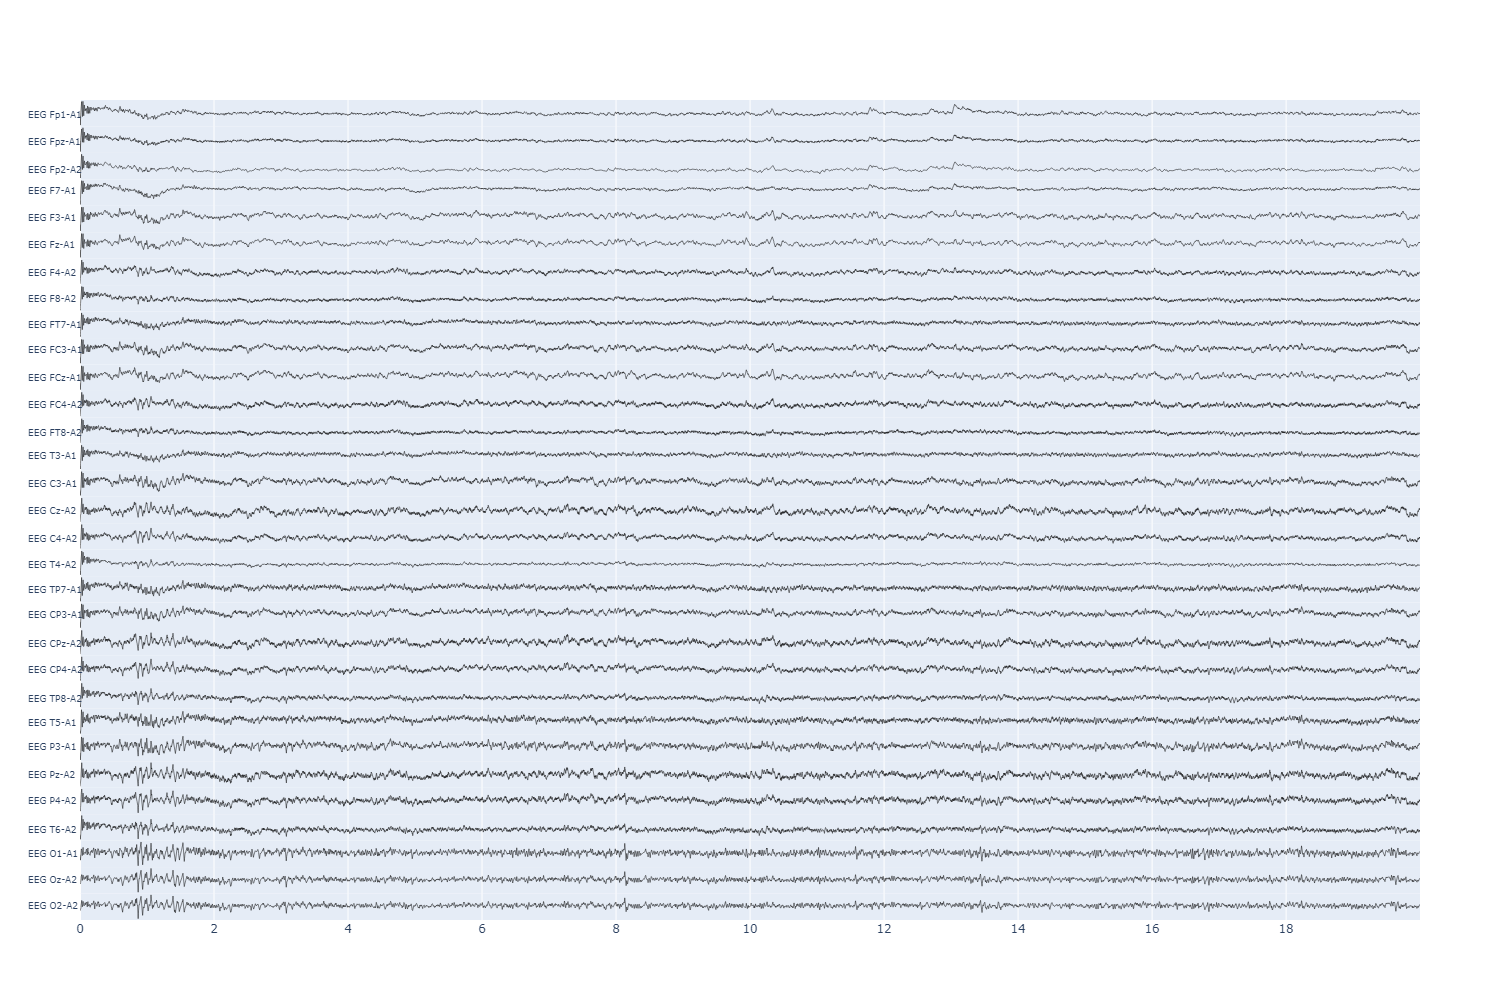 EEG Fp1-A1
EEG Fpz-A1
EEG Fp2-A2
EEG F7-A1
EEG F3-A1
EEG Fz-A1
EEG F4-A2
EEG F8-A2
EEG FT7-A1
EEG FC3-A1
EEG FCz-A1
EEG FC4-A2
EEG FT8-A2
EEG T3-A1
EEG C3-A1
EEG Cz-A2
EEG C4-A2
EEG T4-A2
EEG TP7-A1
EEG CP3-A1
EEG CPz-A2
EEG CP4-A2
EEG TP8-A2
EEG T5-A1
EEG P3-A1
EEG Pz-A2
EEG P4-A2
EEG T6-A2
EEG O1-A1
EEG Oz-A2
EEG O2-A2
0 2 4 6 8 10 12 14 16 18